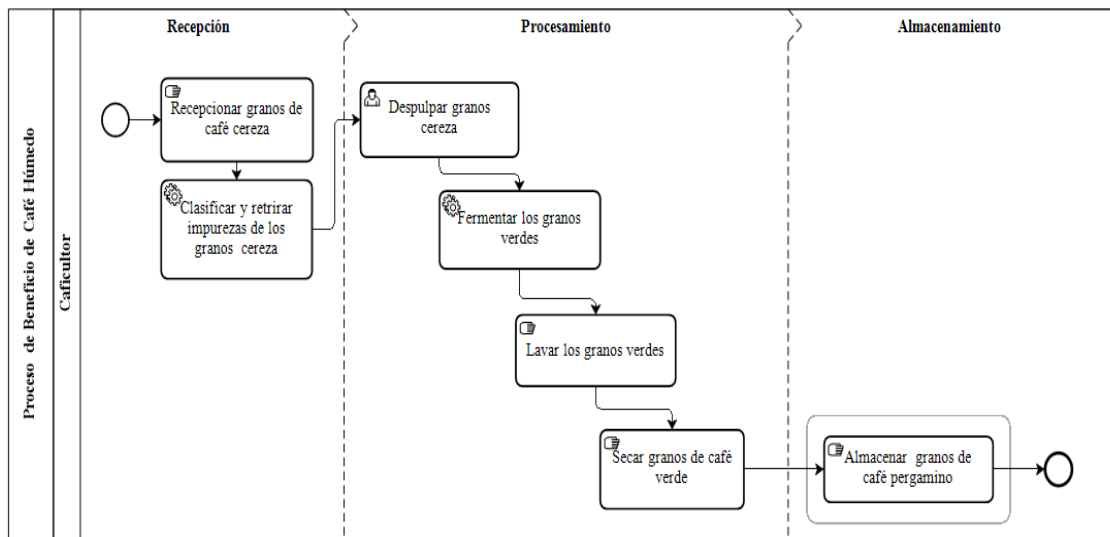 Recepción
Procesamiento
Almacenamiento
Proceso de Beneficio de Café Húmedo
Caficultor
Recepcionar granos de
café cereza
Clasificar y retrirar
impurezas de los
granos cereza
Despulpar granos
cereza
Fermentar los granos
verdes
Lavar los granos verdes
Secar granos de café
verde
Almacenar granos de
café pergamino